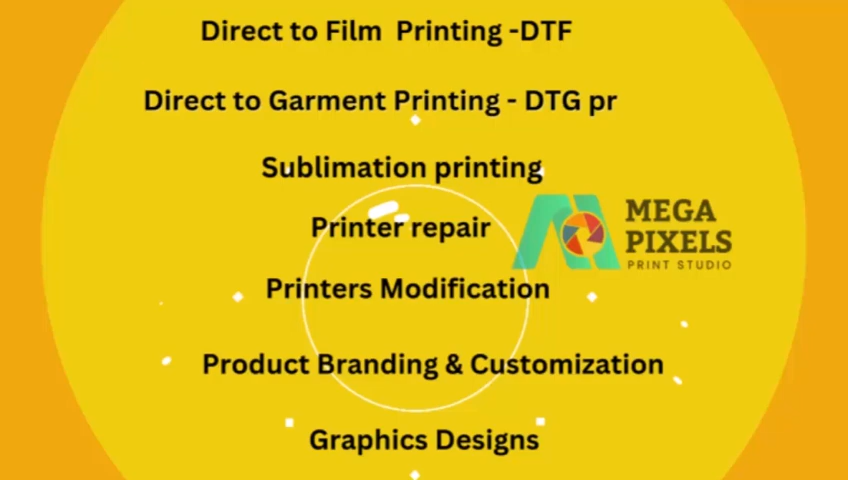 Direct to Film Printing -DTF
Direct to Garment Printing - DTG pr
Sublimation printing
Printer repair
MEGA
PIXELS
PRINT STUDIO
Printers Modification
Product Branding & Customization
Graphics Designs